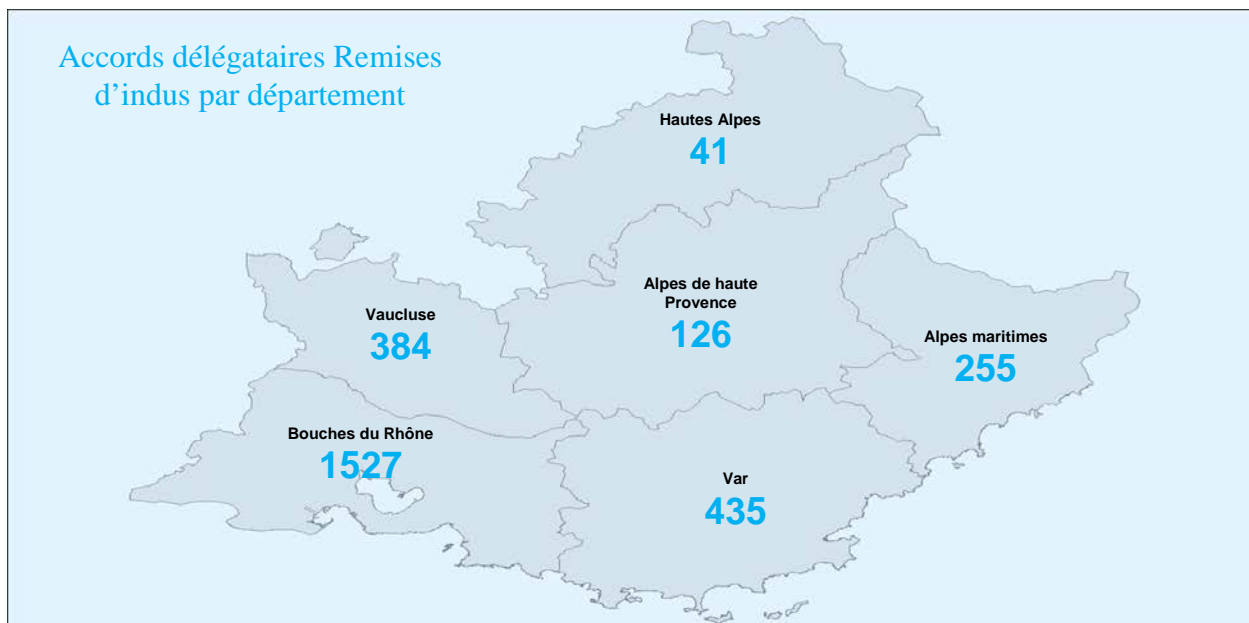 Accords délégataires Remises
d'indus par département
Hautes Alpes
41
Alpes de haute
Provence
126
Vaucluse
384
Alpes maritimes
255
Bouches du Rhône
1527
Var
435